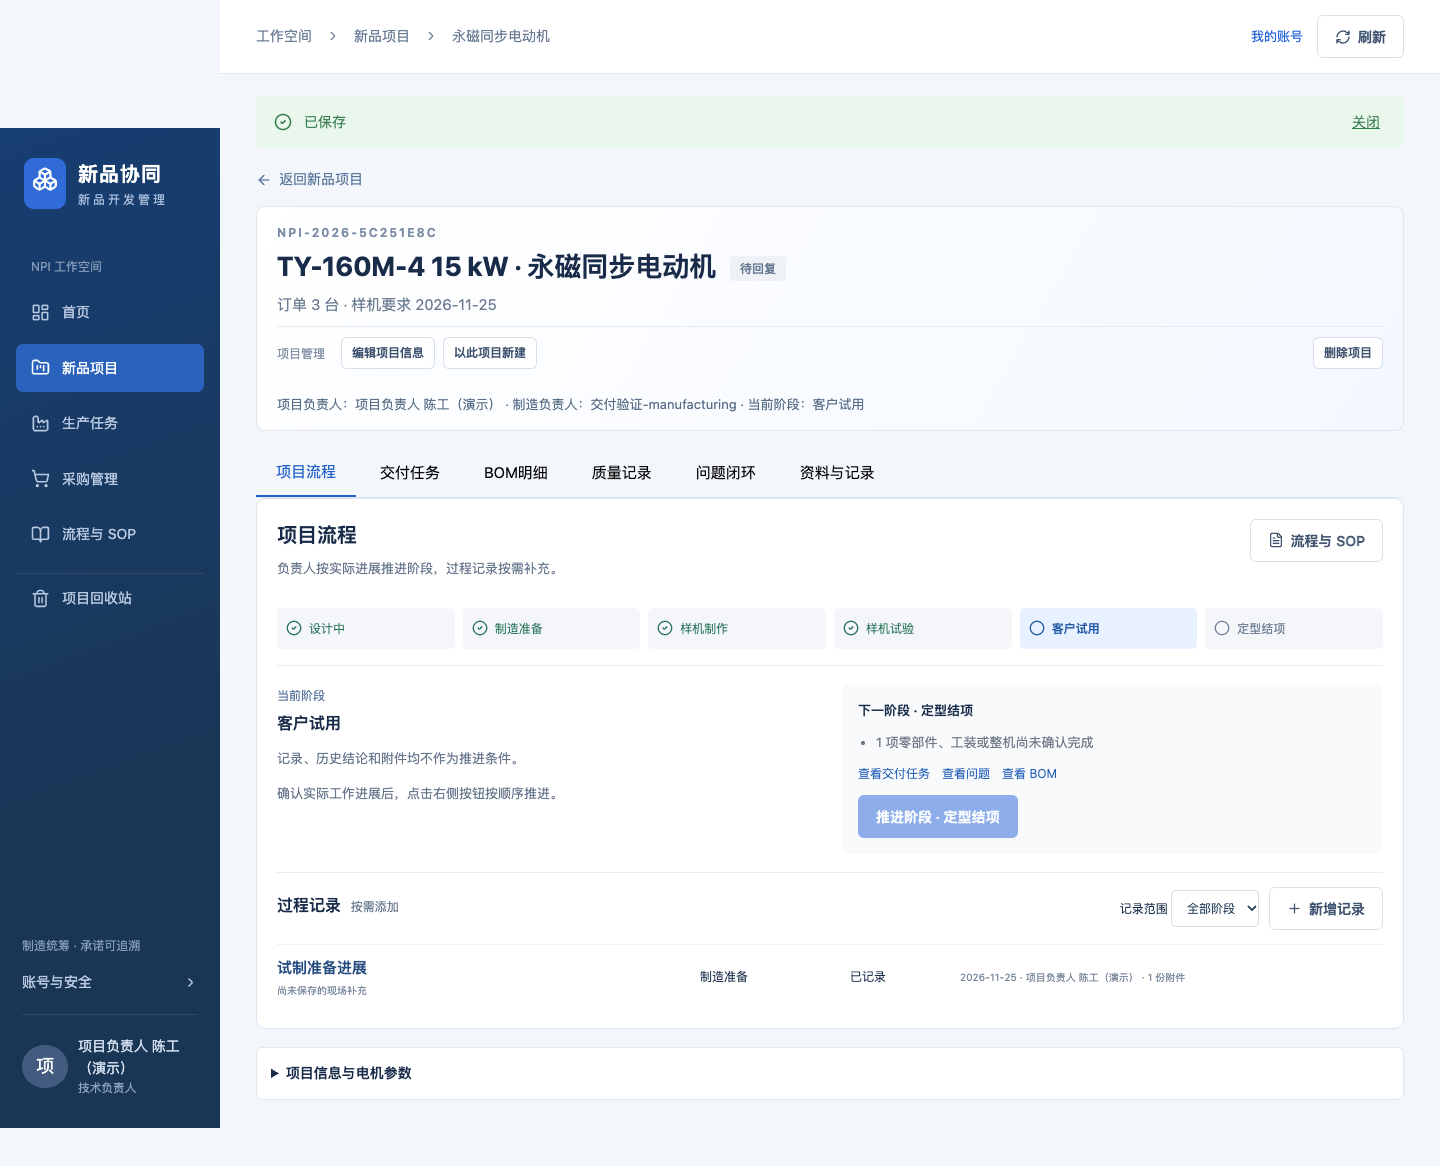 工作空间 > 新品项目 > 永磁同步电动机
我的账号
刷新
已保存
关闭
新品协同
新品开发管理
NPI 工作空间
首页
新品项目
生产任务
采购管理
流程与 SOP
项目回收站
制造统筹 · 承诺可追溯
账号与安全
项
项目负责人 陈工
（演示）
技术负责人
返回新品项目
NPI-2026-5C251E8C
TY-160M-4 15 kW · 永磁同步电动机 待回复
订单 3 台 · 样机要求 2026-11-25
项目管理 编辑项目信息 以此项目新建 删除项目
项目负责人：项目负责人 陈工（演示） · 制造负责人：交付验证-manufacturing · 当前阶段：客户试用
项目流程 交付任务 BOM明细 质量记录 问题闭环 资料与记录
项目流程
流程与 SOP
负责人按实际进展推进阶段，过程记录按需补充。
设计中 制造准备 样机制作 样机试验 客户试用 定型结项
当前阶段
客户试用
记录、历史结论和附件均不作为推进条件。
确认实际工作进展后，点击右侧按钮按顺序推进。
下一阶段 · 定型结项
• 1 项零部件、工装或整机尚未确认完成
查看交付任务 查看问题 查看 BOM
推进阶段 · 定型结项
过程记录 按需添加
记录范围 全部阶段 新增记录
试制准备进展 制造准备 已记录 2026-11-25 · 项目负责人 陈工（演示） · 1 份附件
尚未保存的现场补充
项目信息与电机参数